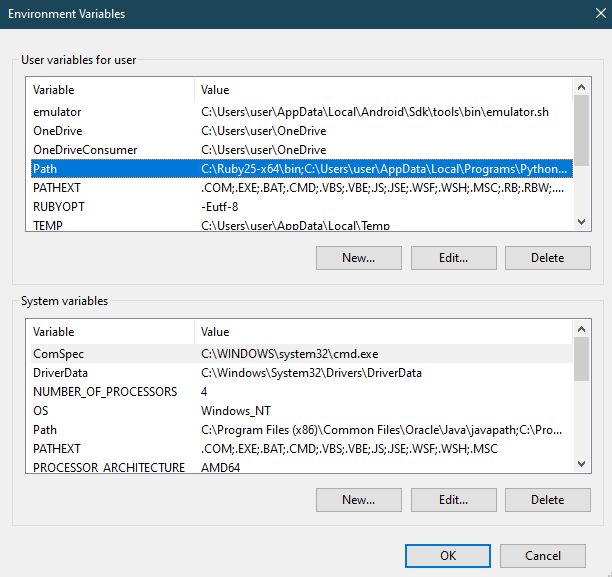 Environment Variables
User variables for user
Variable Value
emulator C:\Users\user\AppData\Local\Android\Sdk\tools\bin\emulator.sh
OneDrive C:\Users\user\OneDrive
OneDriveConsumer C:\Users\user\OneDrive
Path C:\Ruby25-x64\bin;C:\Users\user\AppData\Local\Programs\Python...
PATHEXT .COM;.EXE;.BAT;.CMD;.VBS;.VBE;.JS;.JSE;.WSF;.WSH;.MSC;.RB;.RBW;....
RUBYOPT -Eutf-8
TEMP C:\Users\user\AppData\Local\Temp
New... Edit... Delete
System variables
Variable Value
ComSpec C:\WINDOWS\system32\cmd.exe
DriverData C:\Windows\System32\Drivers\DriverData
NUMBER_OF_PROCESSORS 4
OS Windows_NT
Path C:\Program Files (x86)\Common Files\Oracle\Java\javapath;C:\Pro...
PATHEXT .COM;.EXE;.BAT;.CMD;.VBS;.VBE;.JS;.JSE;.WSF;.WSH;.MSC
PROCESSOR_ARCHITECTURE AMD64
New... Edit... Delete
OK Cancel